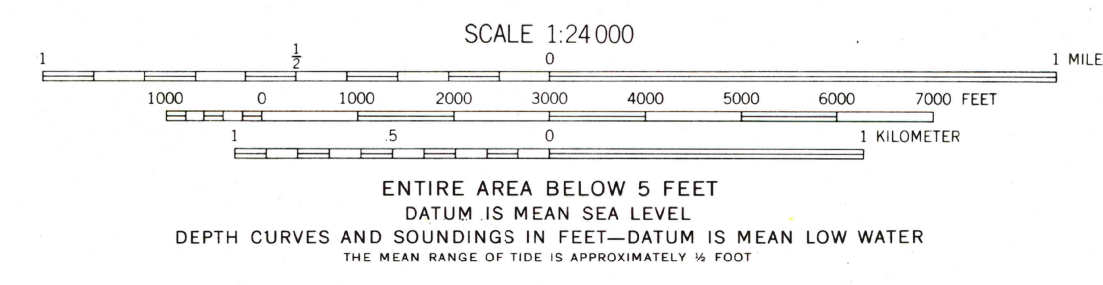 SCALE 1:24 000
1 1/2 0 1 MILE
1000 0 1000 2000 3000 4000 5000 6000 7000 FEET
1 .5 0 1 KILOMETER
ENTIRE AREA BELOW 5 FEET
DATUM IS MEAN SEA LEVEL
DEPTH CURVES AND SOUNDINGS IN FEET—DATUM IS MEAN LOW WATER
THE MEAN RANGE OF TIDE IS APPROXIMATELY ½ FOOT